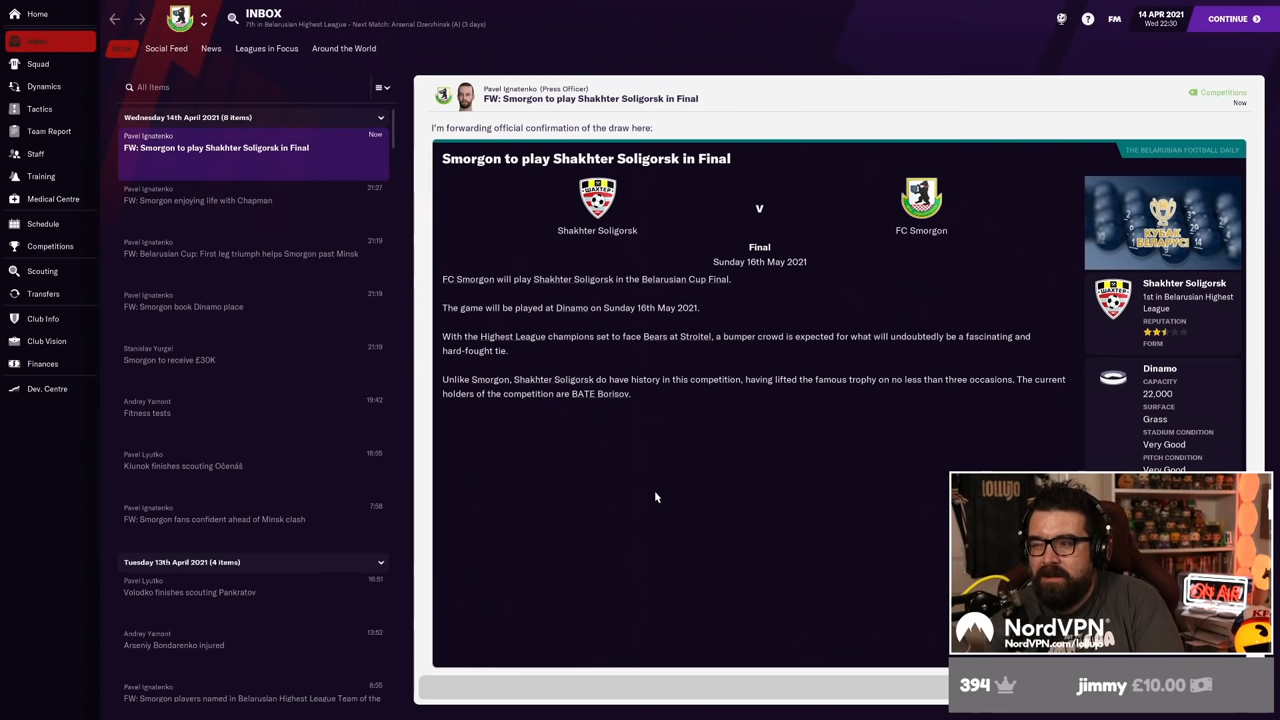 Home
INBOX
7th in Belarusian Highest League - Next Match: Arsenal Dzerzhinsk (A) (3 days)
FM
14 APR 2021
Wed 22:30
CONTINUE
Inbox
Squad
Dynamics
Tactics
Team Report
Staff
Training
Medical Centre
Schedule
Competitions
Scouting
Transfers
Club Info
Club Vision
Finances
Dev. Centre
Social Feed
News
Leagues in Focus
Around the World
All Items
Wednesday 14th April 2021 (8 items)
Pavel Ignatenko
Now
FW: Smorgon to play Shakhter Soligorsk in Final
Pavel Ignatenko
21:27
FW: Smorgon enjoying life with Chapman
Pavel Ignatenko
21:19
FW: Belarusian Cup: First leg triumph helps Smorgon past Minsk
Pavel Ignatenko
21:19
FW: Smorgon book Dinamo place
Stanislav Yurgel
21:19
Smorgon to receive £30K
Andrey Yamont
19:42
Fitness tests
Pavel Lyutko
16:55
Klunok finishes scouting Očenáš
Pavel Ignatenko
7:58
FW: Smorgon fans confident ahead of Minsk clash
Tuesday 13th April 2021 (4 items)
Pavel Lyutko
16:51
Volodko finishes scouting Pankratov
Andrey Yamont
13:52
Arseniy Bondarenko injured
Pavel Ignatenko
8:55
FW: Smorgon players named in Belarusian Highest League Team of the
Pavel Ignatenko (Press Officer)
FW: Smorgon to play Shakhter Soligorsk in Final
Competitions
Now
I'm forwarding official confirmation of the draw here:
THE BELARUSIAN FOOTBALL DAILY
Smorgon to play Shakhter Soligorsk in Final
ШАХТЕР
v
Shakhter Soligorsk
FC Smorgon
Final
Sunday 16th May 2021
FC Smorgon will play Shakhter Soligorsk in the Belarusian Cup Final.
The game will be played at Dinamo on Sunday 16th May 2021.
With the Highest League champions set to face Bears at Stroitel, a bumper crowd is expected for what will undoubtedly be a fascinating and
hard-fought tie.
Unlike Smorgon, Shakhter Soligorsk do have history in this competition, having lifted the famous trophy on no less than three occasions. The current
holders of the competition are BATE Borisov.
КУБАК
БЕЛАРУСІ
ШАХТЕР
Shakhter Soligorsk
1st in Belarusian Highest
League
REPUTATION
FORM
Dinamo
CAPACITY
22,000
SURFACE
Grass
STADIUM CONDITION
Very Good
PITCH CONDITION
Very Good
lollujo
ON AIR
NordVPN®
NordVPN.com/lollujo
394
jimmy £10.00